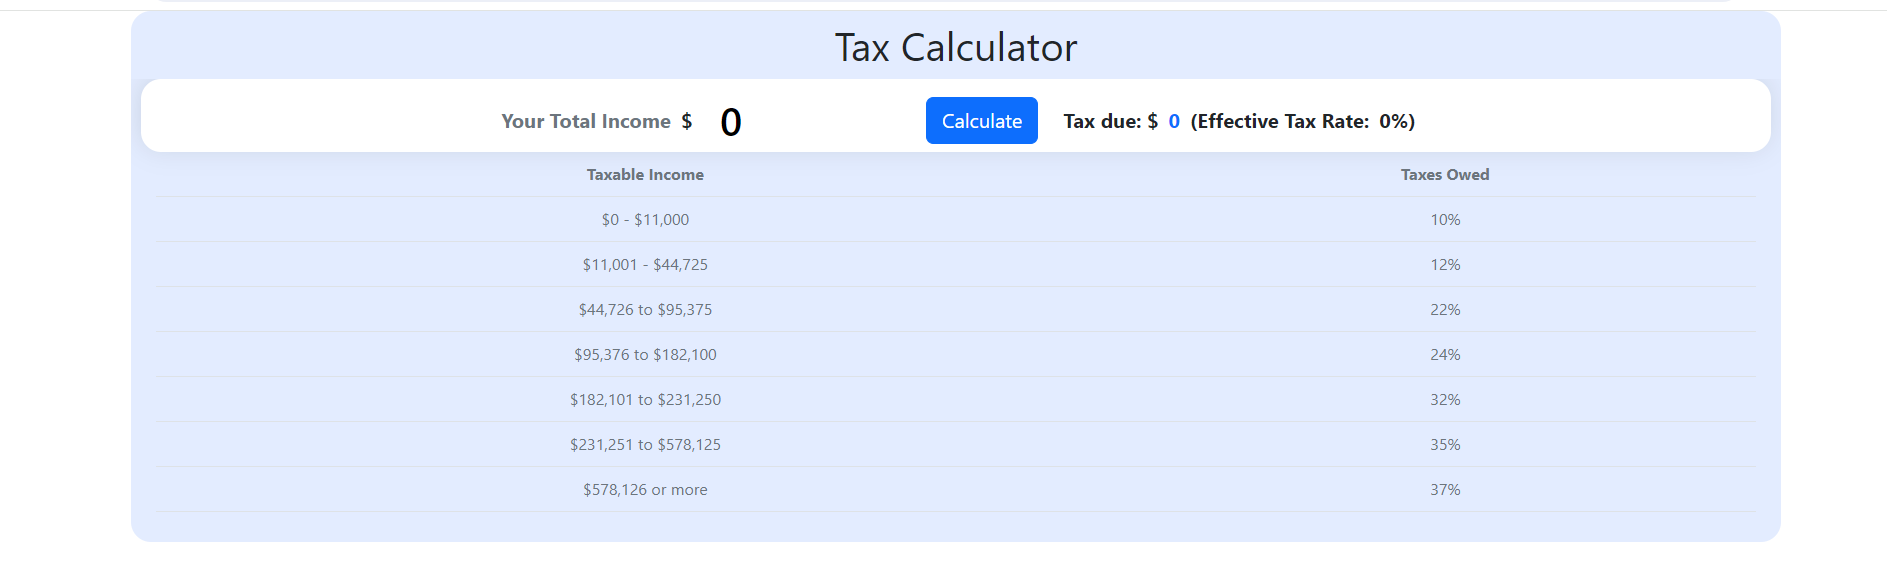 Tax Calculator
Your Total Income $ 0 Calculate Tax due: $ 0 (Effective Tax Rate: 0%)
Taxable Income Taxes Owed
$0 - $11,000 10%
$11,001 - $44,725 12%
$44,726 to $95,375 22%
$95,376 to $182,100 24%
$182,101 to $231,250 32%
$231,251 to $578,125 35%
$578,126 or more 37%